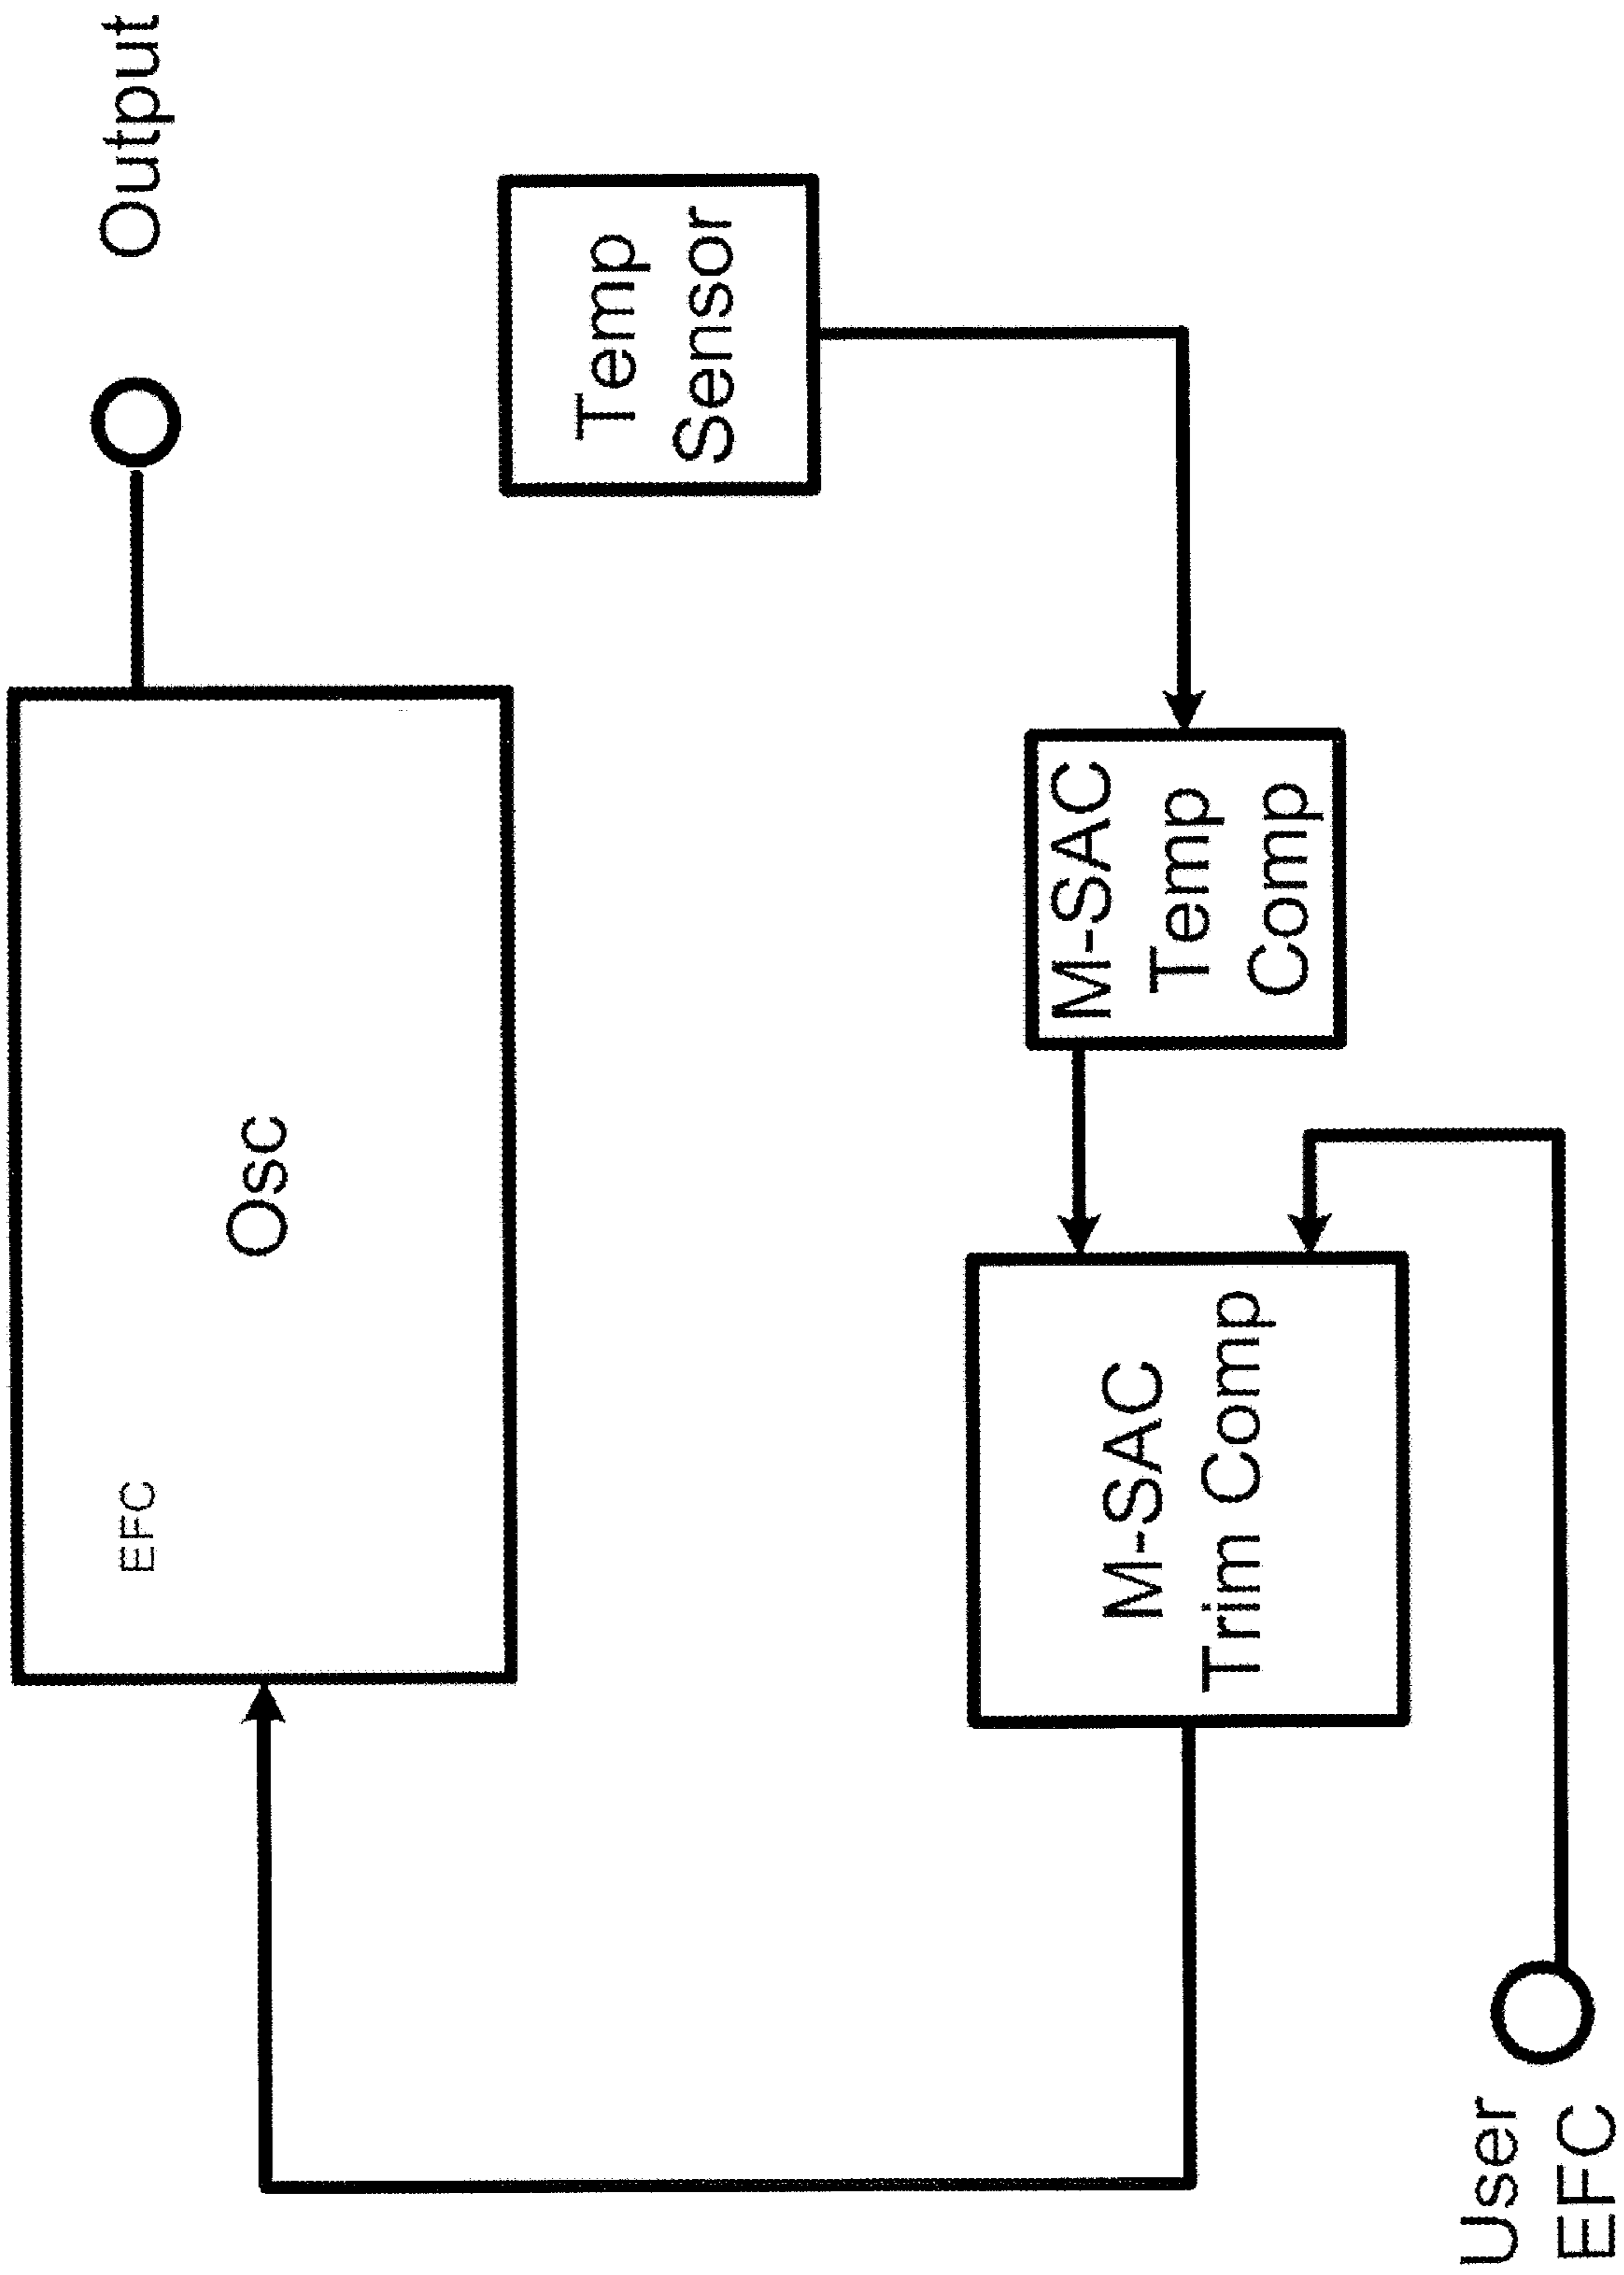 Output
EFC
Osc
Temp
Sensor
M-SAC
Temp
Comp
M-SAC
Trim Comp
User
EFC